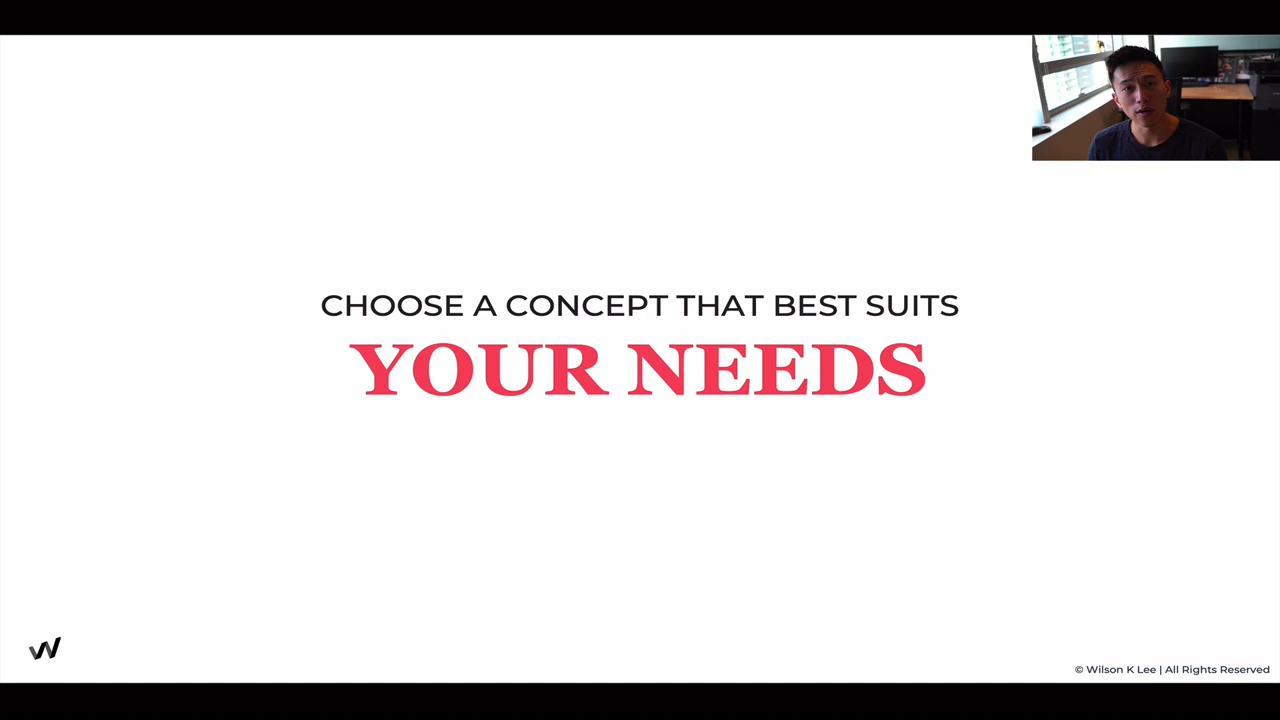 CHOOSE A CONCEPT THAT BEST SUITS
YOUR NEEDS
© Wilson K Lee | All Rights Reserved